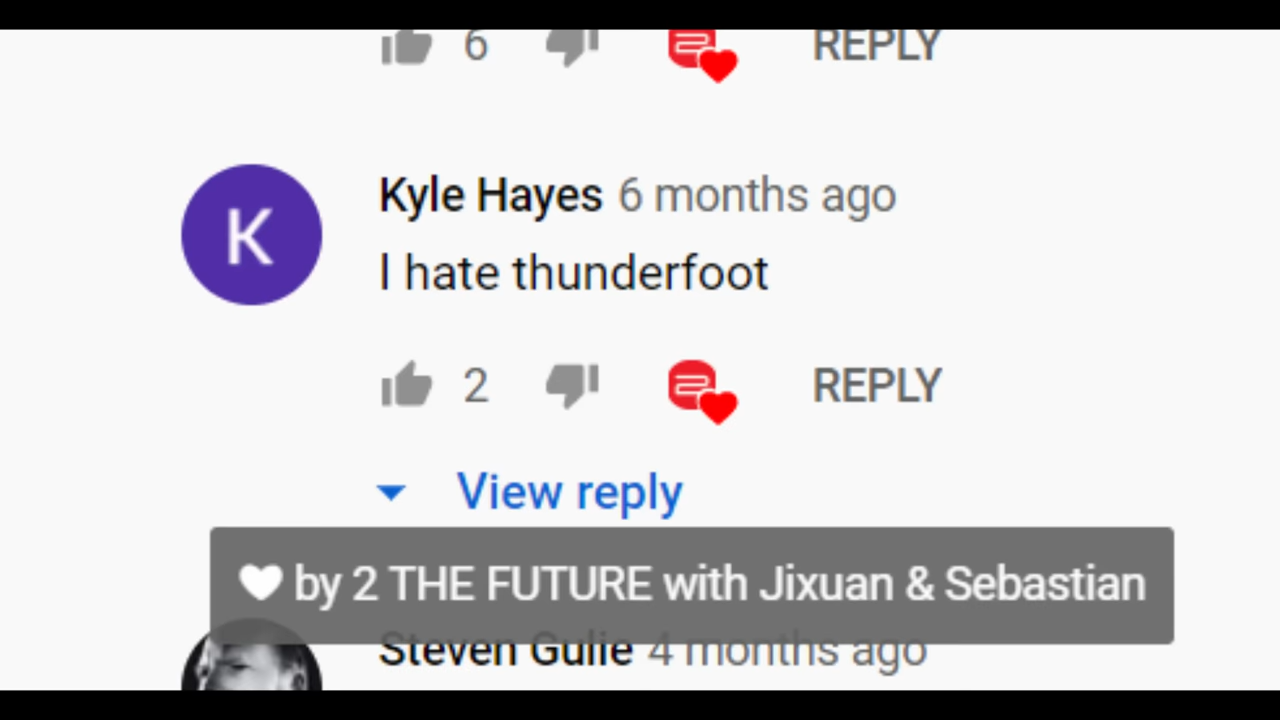 6 REPLY
Kyle Hayes 6 months ago
I hate thunderfoot
2 REPLY
View reply
by 2 THE FUTURE with Jixuan & Sebastian
Steven Gulie 4 months ago
K